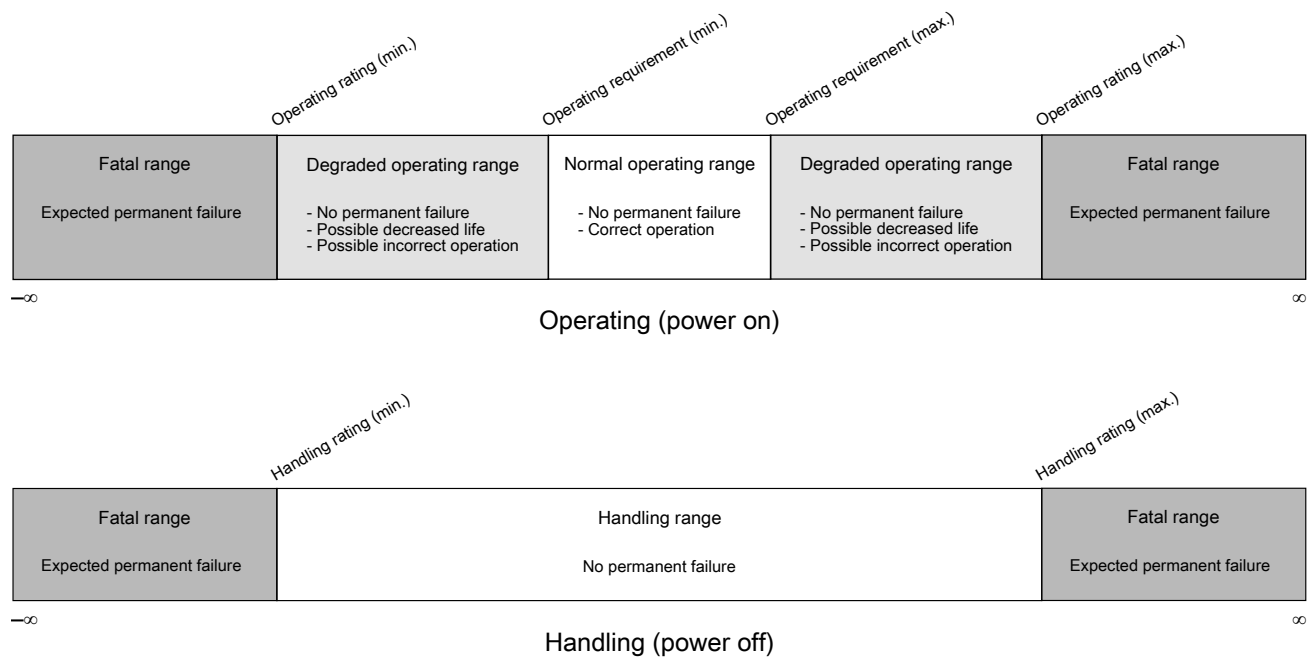 Operating rating (min.)
Operating requirement (min.)
Operating requirement (max.)
Operating rating (max.)
Fatal range
Expected permanent failure
Degraded operating range
- No permanent failure
- Possible decreased life
- Possible incorrect operation
Normal operating range
- No permanent failure
- Correct operation
Degraded operating range
- No permanent failure
- Possible decreased life
- Possible incorrect operation
Fatal range
Expected permanent failure
–∞
∞
Operating (power on)
Handling rating (min.)
Handling rating (max.)
Fatal range
Expected permanent failure
Handling range
No permanent failure
Fatal range
Expected permanent failure
–∞
∞
Handling (power off)